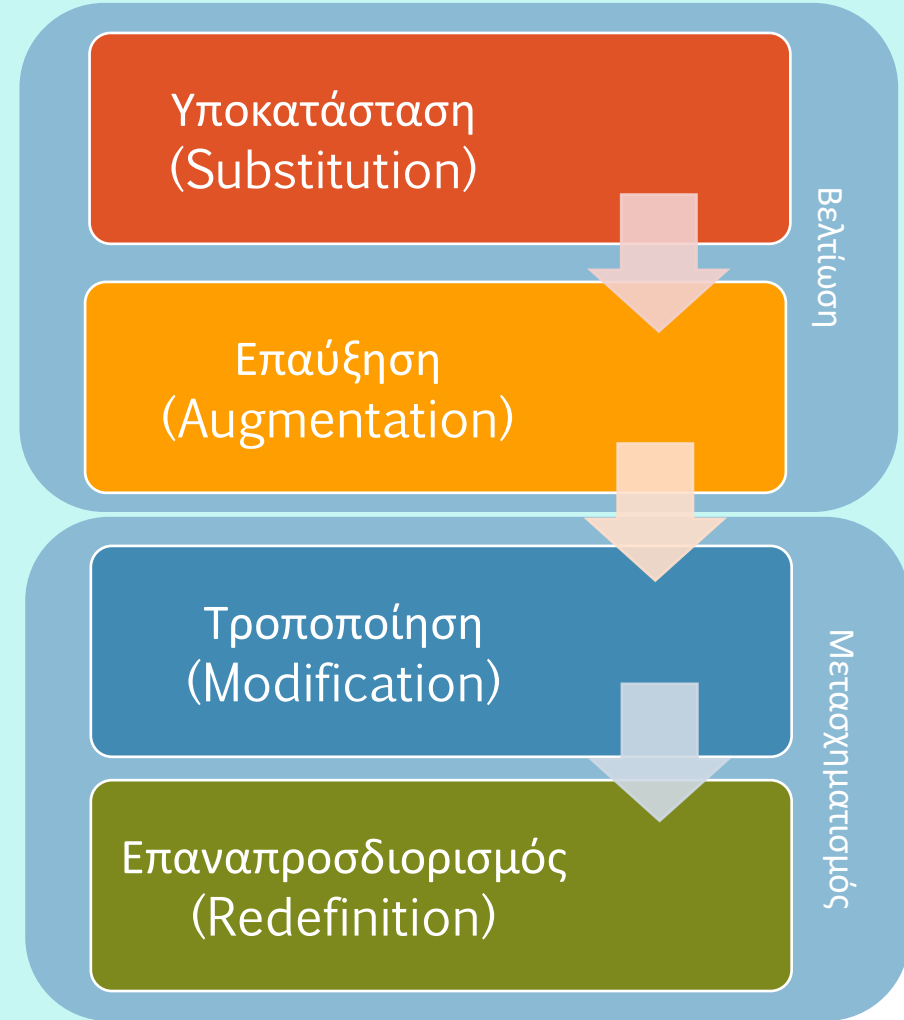 Υποκατάσταση
(Substitution)
Επαύξηση
(Augmentation)
Βελτίωση
Τροποποίηση
(Modification)
Επαναπροσδιορισμός
(Redefinition)
Μετασχηματισμός